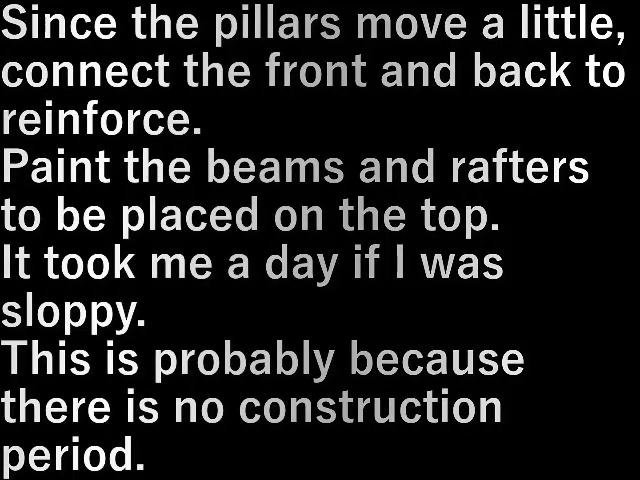 Since the pillars move a little,
connect the front and back to
reinforce.
Paint the beams and rafters
to be placed on the top.
It took me a day if I was
sloppy.
This is probably because
there is no construction
period.